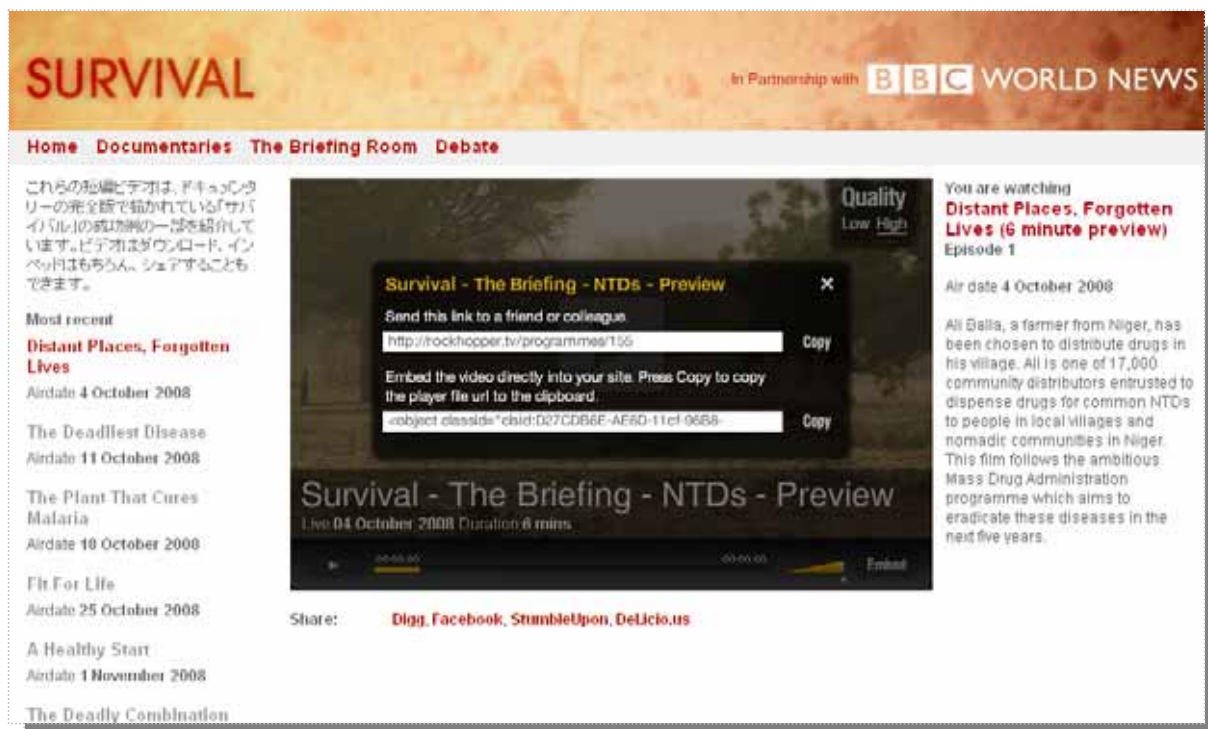 SURVIVAL
In Partnership with BBC WORLD NEWS
Home Documentaries The Briefing Room Debate
これらの短編ビデオは、ドキュメンタ
リーの完全版で描かれている「サバ
イバル」の成功例の一部を紹介して
います。ビデオはダウンロード、イン
ベッドはもちろん、シェアすることも
できます。
Most recent
Distant Places, Forgotten
Lives
Airdate 4 October 2008
The Deadliest Disease
Airdate 11 October 2008
The Plant That Cures
Malaria
Airdate 18 October 2008
Fit For Life
Airdate 25 October 2008
A Healthy Start
Airdate 1 November 2008
The Deadly Combination
Quality
Low High
Survival - The Briefing - NTDs - Preview ×
Send this link to a friend or colleague.
http://rockhopper.tv/programmes/155 Copy
Embed the video directly into your site. Press Copy to copy
the player file url to the clipboard.
<object classid="clsid:D27CDB6E-AE6D-11cf-96B8- Copy
Survival - The Briefing - NTDs - Preview
Live 04 October 2008 Duration 6 mins
00:00:00 00:00:00 Embed
Share: Digg, Facebook, StumbleUpon, DeLicio.us
You are watching
Distant Places, Forgotten
Lives (6 minute preview)
Episode 1
Air date 4 October 2008
Ali Balla, a farmer from Niger, has
been chosen to distribute drugs in
his village. Ali is one of 17,000
community distributors entrusted to
dispense drugs for common NTDs
to people in local villages and
nomadic communities in Niger.
This film follows the ambitious
Mass Drug Administration
programme which aims to
eradicate these diseases in the
next five years.